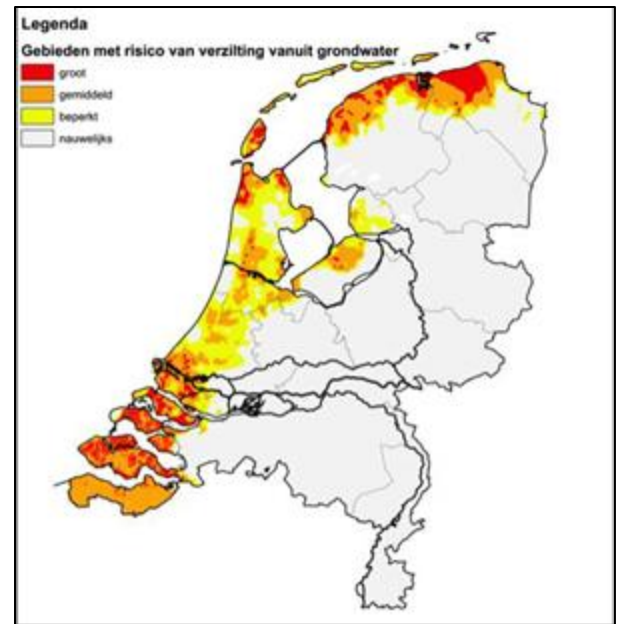 Legenda
Gebieden met risico van verzilting vanuit grondwater
groot
gemiddeld
beperkt
nauwelijks